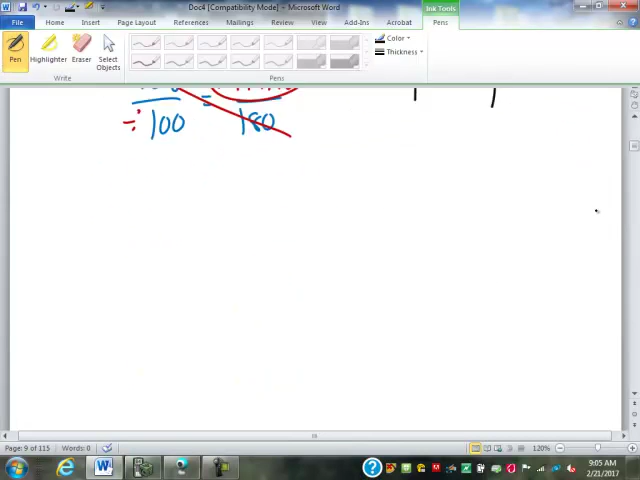 Doc4 [Compatibility Mode] - Microsoft Word
Ink Tools
File Home Insert Page Layout References Mailings Review View Add-Ins Acrobat Pens
Pen Highlighter Eraser Select Objects
Color
Thickness
Write Pens
=
÷ 100 180
Page: 9 of 115 Words: 0 120%
9:05 AM
2/21/2017